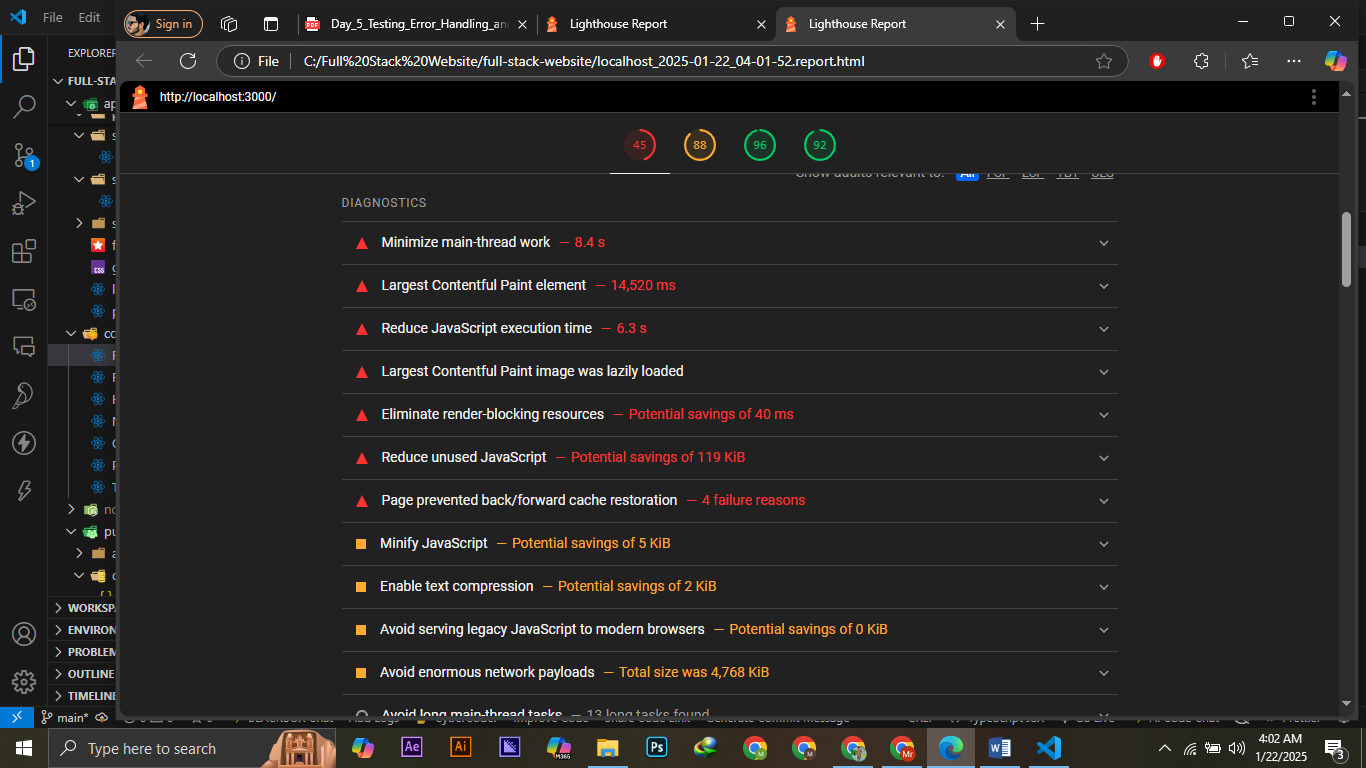 File Edit
Sign in
Day_5_Testing_Error_Handling_an
Lighthouse Report
Lighthouse Report
EXPLORER
File C:/Full%20Stack%20Website/full-stack-website/localhost_2025-01-22_04-01-52.report.html
FULL-STA
http://localhost:3000/
45 88 96 92
Show audits relevant to: All FCP LCP TBT CLS
DIAGNOSTICS
Minimize main-thread work — 8.4 s
Largest Contentful Paint element — 14,520 ms
Reduce JavaScript execution time — 6.3 s
Largest Contentful Paint image was lazily loaded
Eliminate render-blocking resources — Potential savings of 40 ms
Reduce unused JavaScript — Potential savings of 119 KiB
Page prevented back/forward cache restoration — 4 failure reasons
Minify JavaScript — Potential savings of 5 KiB
Enable text compression — Potential savings of 2 KiB
Avoid serving legacy JavaScript to modern browsers — Potential savings of 0 KiB
Avoid enormous network payloads — Total size was 4,768 KiB
Avoid long main-thread tasks — 13 long tasks found
WORKSP
ENVIRON
PROBLEM
OUTLINE
TIMELINE
main*
Type here to search
4:02 AM
1/22/2025
3